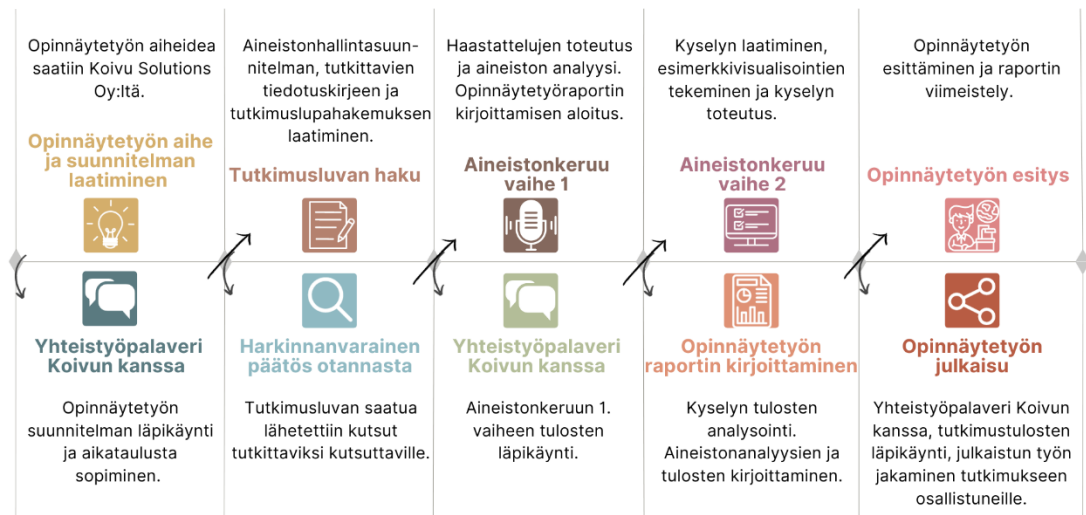 Opinnäytetyön aiheidea
saatiin Koivu Solutions
Oy:ltä.
Opinnäytetyön aihe
ja suunnitelman
laatiminen
Yhteistyöpalaveri
Koivun kanssa
Opinnäytetyön
suunnitelman läpikäynti
ja aikataulusta
sopiminen.
Aineistonhallintasuun-
nitelman, tutkittavien
tiedotuskirjeen ja
tutkimuslupahakemuksen
laatiminen.
Tutkimusluvan haku
Harkinnanvarainen
päätös otannasta
Tutkimusluvan saatua
lähetettiin kutsut
tutkittaviksi kutsuttaville.
Haastattelujen toteutus
ja aineiston analyysi.
Opinnäytetyöraportin
kirjoittamisen aloitus.
Aineistonkeruu
vaihe 1
Yhteistyöpalaveri
Koivun kanssa
Aineistonkeruun 1.
vaiheen tulosten
läpikäynti.
Kyselyn laatiminen,
esimerkkivisualisointien
tekeminen ja kyselyn
toteutus.
Aineistonkeruu
vaihe 2
Opinnäytetyön
raportin kirjoittaminen
Kyselyn tulosten
analysointi.
Aineistonanalyysien ja
tulosten kirjoittaminen.
Opinnäytetyön
esittäminen ja raportin
viimeistely.
Opinnäytetyön esitys
Opinnäytetyön
julkaisu
Yhteistyöpalaveri Koivun
kanssa, tutkimustulosten
läpikäynti, julkaistun työn
jakaminen tutkimukseen
osallistuneille.